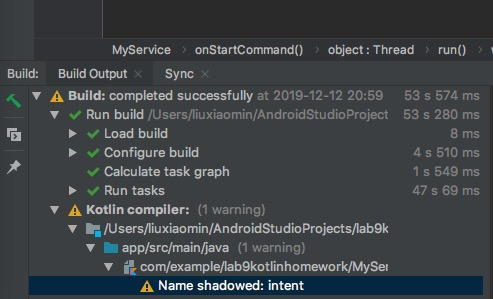 MyService › onStartCommand() › object : Thread › run() ›
Build: Build Output × Sync ×
Build: completed successfully at 2019-12-12 20:59 53 s 574 ms
Run build /Users/liuxiaomin/AndroidStudioProject 53 s 280 ms
Load build 8 ms
Configure build 4 s 510 ms
Calculate task graph 1 s 549 ms
Run tasks 47 s 69 ms
Kotlin compiler: (1 warning)
/Users/liuxiaomin/AndroidStudioProjects/lab9k
app/src/main/java (1 warning)
com/example/lab9kotlinhomework/MySer
Name shadowed: intent